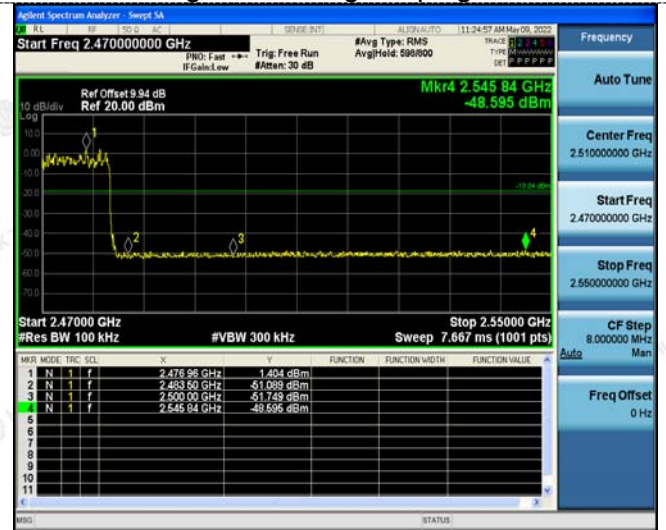 Agilent Spectrum Analyzer - Swept SA
RL RF 50 Ω AC SENSE:INT ALIGNAUTO 11:24:57 AM May 09, 2022
Start Freq 2.470000000 GHz
PNO: Fast
IFGain:Low
Trig: Free Run
#Atten: 30 dB
#Avg Type: RMS
Avg|Hold: 598/600
TRACE 1 2 3 4 5 6
TYPE
DET P P P P P P
Mkr4 2.545 84 GHz
-48.595 dBm
Ref Offset 9.94 dB
Ref 20.00 dBm
10 dB/div
Log
10.0
0.00
-10.0
-20.0
-30.0
-40.0
-50.0
-60.0
-70.0
1
2
3
4
Start 2.47000 GHz
Stop 2.55000 GHz
#Res BW 100 kHz
#VBW 300 kHz
Sweep 7.667 ms (1001 pts)
MKR MODE TRC SCL X Y FUNCTION FUNCTION WIDTH FUNCTION VALUE
1 N 1 f 2.476 96 GHz 1.404 dBm
2 N 1 f 2.483 50 GHz -51.089 dBm
3 N 1 f 2.500 00 GHz -51.749 dBm
4 N 1 f 2.545 84 GHz -48.595 dBm
5
6
7
8
9
10
11
MSG STATUS
Frequency
Auto Tune
Center Freq
2.510000000 GHz
Start Freq
2.470000000 GHz
Stop Freq
2.550000000 GHz
CF Step
8.000000 MHz
Auto Man
Freq Offset
0 Hz